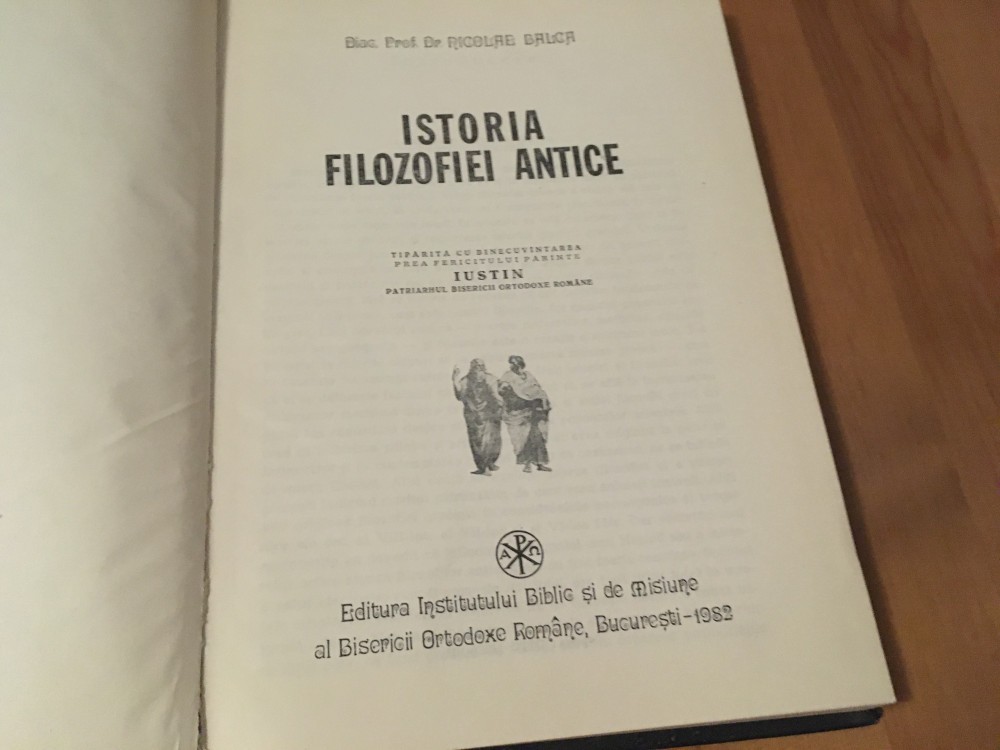 Diac. Prof. Dr. NICOLAE BALCA
ISTORIA
FILOZOFIEI ANTICE
TIPĂRITĂ CU BINECUVÎNTAREA
PREA FERICITULUI PĂRINTE
IUSTIN
PATRIARHUL BISERICII ORTODOXE ROMÂNE
Α Ρ Ω
Editura Institutului Biblic și de Misiune
al Bisericii Ortodoxe Române, București-1982